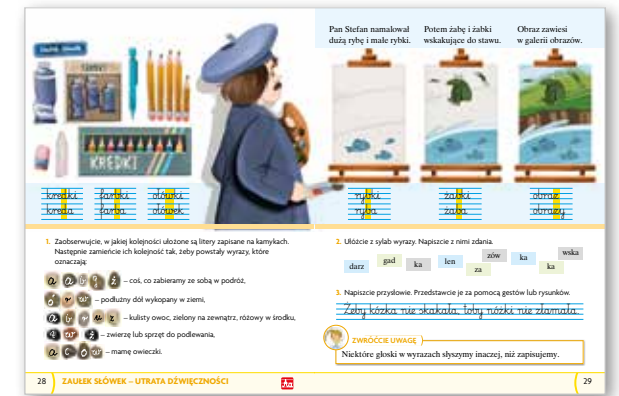 KREDKI
kredki farbki ołówki
kreda farba ołówek
1. Zaobserwujcie, w jakiej kolejności ułożone są litery zapisane na kamykach.
Następnie zamieńcie ich kolejność tak, żeby powstały wyrazy, które
oznaczają:
– coś, co zabieramy ze sobą w podróż,
– podłużny dół wykopany w ziemi,
– kulisty owoc, zielony na zewnątrz, różowy w środku,
– zwierzę lub sprzęt do podlewania,
– mamę owieczki.
28 ZAUŁEK SŁÓWEK – UTRATA DŹWIĘCZNOŚCI
Pan Stefan namalował
dużą rybę i małe rybki.
Potem żabę i żabki
wskakujące do stawu.
Obraz zawiesi
w galerii obrazów.
rybki żabki obraz
ryba żaba obrazy
2. Ułóżcie z sylab wyrazy. Napiszcie z nimi zdania.
darz gad ka len zów za ka ka wska
3. Napiszcie przysłowie. Przedstawcie je za pomocą gestów lub rysunków.
Żeby kózka nie skakała, toby nóżki nie złamała.
ZWRÓĆCIE UWAGĘ
Niektóre głoski w wyrazach słyszymy inaczej, niż zapisujemy.
29